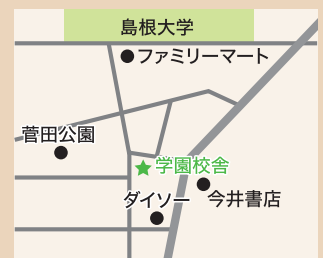 島根大学
ファミリーマート
菅田公園
学園校舎
ダイソー
今井書店